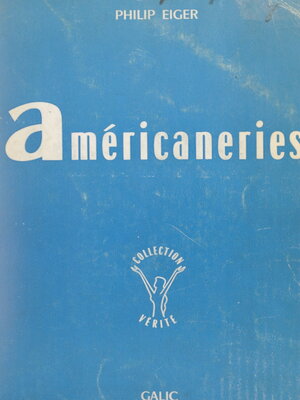 PHILIP EIGER
américaneries
COLLECTION
VÉRITÉ
GALIC